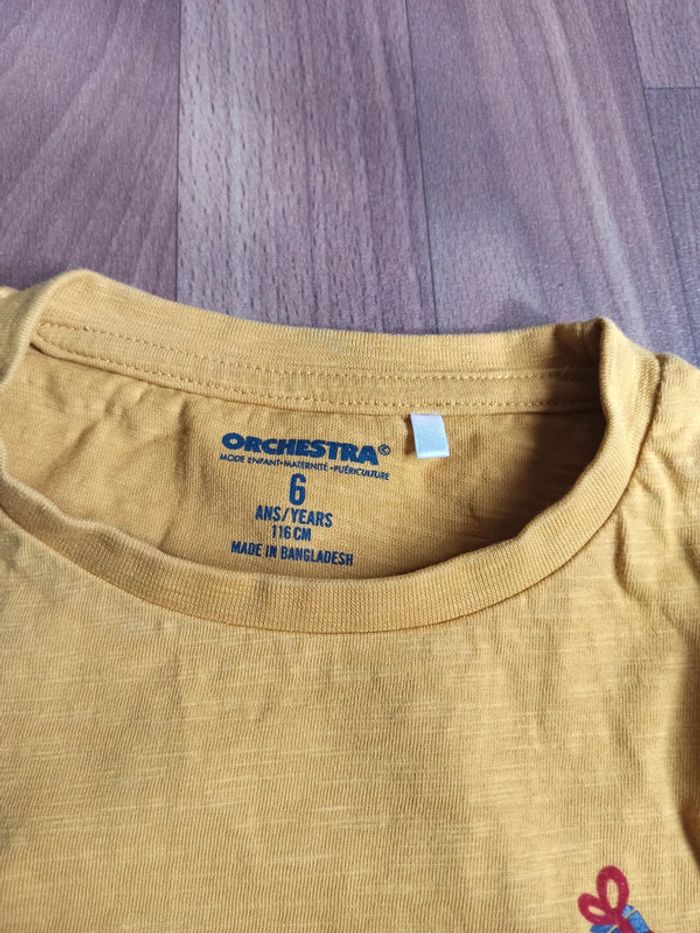 ORCHESTRA©
MODE ENFANT•MATERNITÉ •PUÉRICULTURE
6
ANS/YEARS
116 CM
MADE IN BANGLADESH